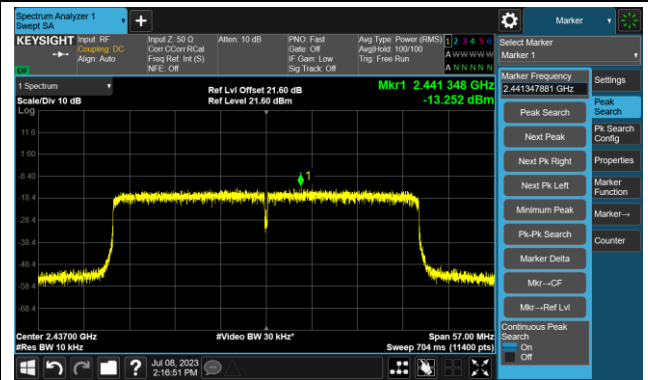 Spectrum Analyzer 1
Swept SA
+
Marker
KEYSIGHT
Input: RF
Coupling: DC
Align: Auto
Input Z: 50 Ω
Corr CCorr RCal
Freq Ref: Int (S)
NFE: Off
Atten: 10 dB
PNO: Fast
Gate: Off
IF Gain: Low
Sig Track: Off
Avg Type: Power (RMS)
Avg|Hold: 100/100
Trig: Free Run
1 2 3 4 5 6
A W W W W W
A N N N N N
Select Marker
Marker 1
1 Spectrum
Scale/Div 10 dB
Log
Ref Lvl Offset 21.60 dB
Ref Level 21.60 dBm
Mkr1 2.441 348 GHz
-13.252 dBm
11.6
1.60
-8.40
-18.4
-28.4
-38.4
-48.4
-58.4
-68.4
1
Center 2.43700 GHz
#Res BW 10 kHz
#Video BW 30 kHz*
Span 57.00 MHz
Sweep 704 ms (11400 pts)
Marker Frequency
2.441347881 GHz
Peak Search
Next Peak
Next Pk Right
Next Pk Left
Minimum Peak
Pk-Pk Search
Marker Delta
Mkr→CF
Mkr→Ref Lvl
Continuous Peak
Search
On
Off
Settings
Peak
Search
Pk Search
Config
Properties
Marker
Function
Marker→
Counter
?
Jul 08, 2023
2:16:51 PM